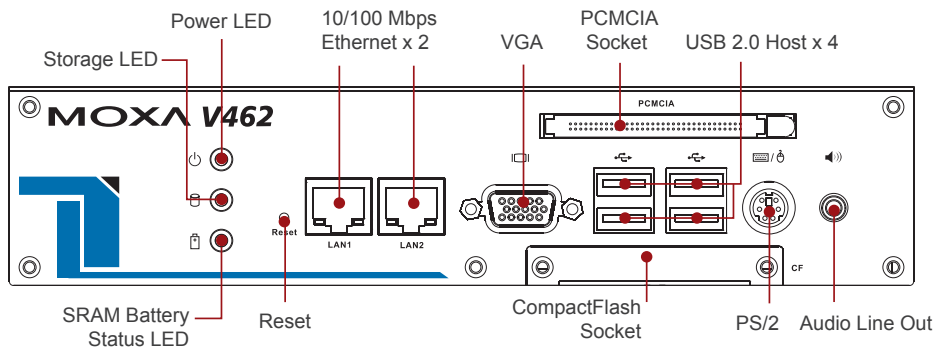 Power LED
10/100 Mbps
Ethernet x 2
VGA
PCMCIA
Socket
USB 2.0 Host x 4
Storage LED
MOXA V462
PCMCIA
Reset
LAN1
LAN2
CF
SRAM Battery
Status LED
Reset
CompactFlash
Socket
PS/2
Audio Line Out